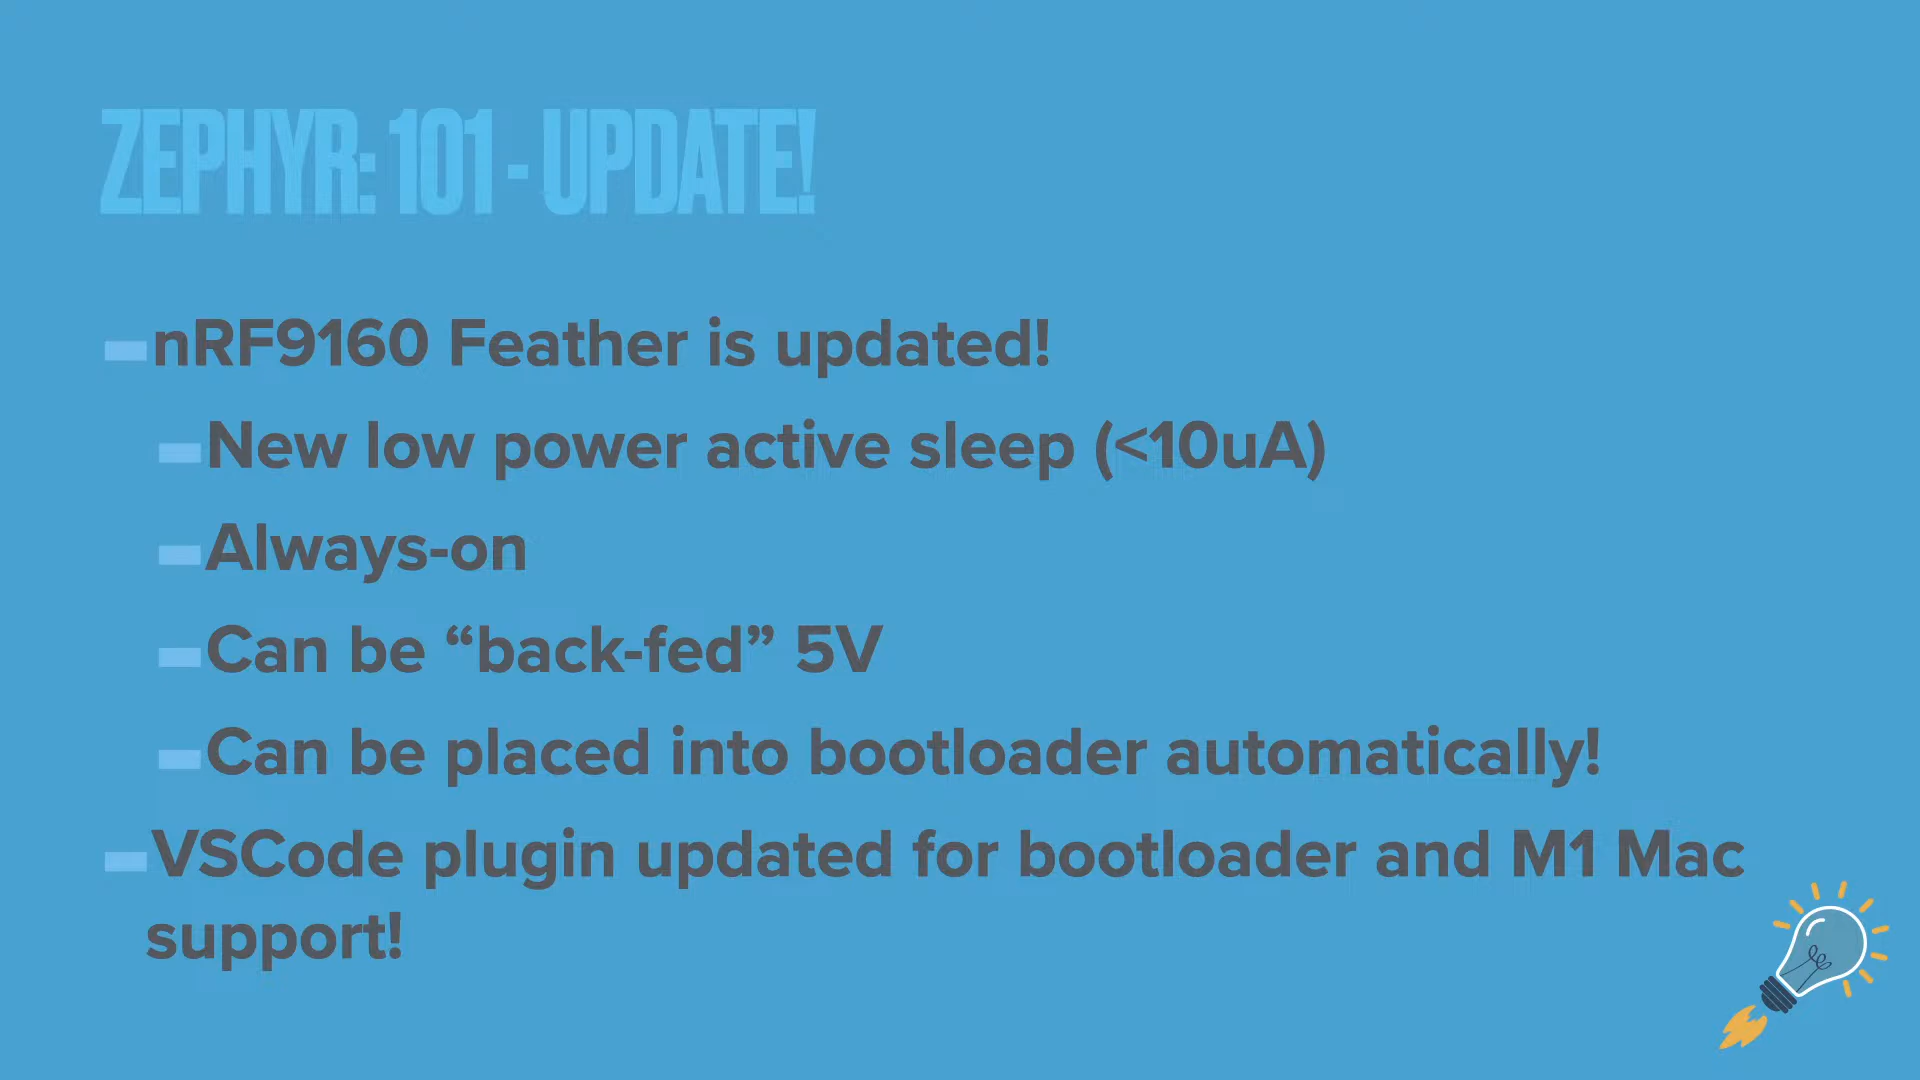 ZEPHYR: 101 - UPDATE!
nRF9160 Feather is updated!
New low power active sleep (<10uA)
Always-on
Can be “back-fed” 5V
Can be placed into bootloader automatically!
VSCode plugin updated for bootloader and M1 Mac
support!